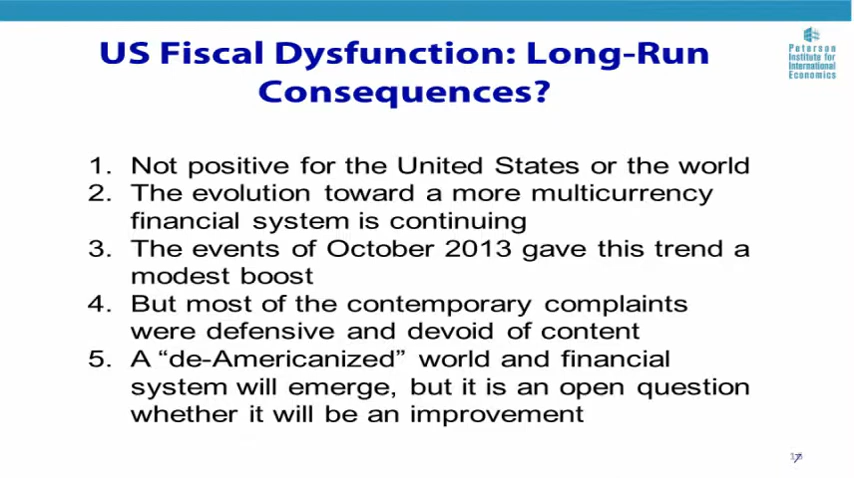 US Fiscal Dysfunction: Long-Run
Consequences?
Peterson
Institute for
International
Economics
1. Not positive for the United States or the world
2. The evolution toward a more multicurrency
financial system is continuing
3. The events of October 2013 gave this trend a
modest boost
4. But most of the contemporary complaints
were defensive and devoid of content
5. A “de-Americanized” world and financial
system will emerge, but it is an open question
whether it will be an improvement